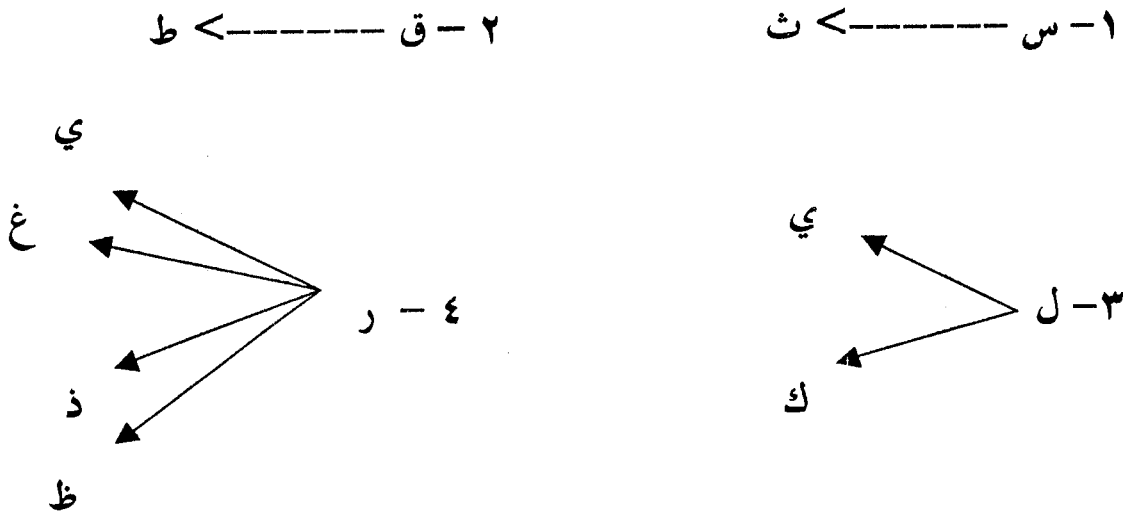 ١– س ------> ث
٢ – ق ------> ط
٣– ل
ي
ك
٤ – ر
ي
غ
ذ
ظ